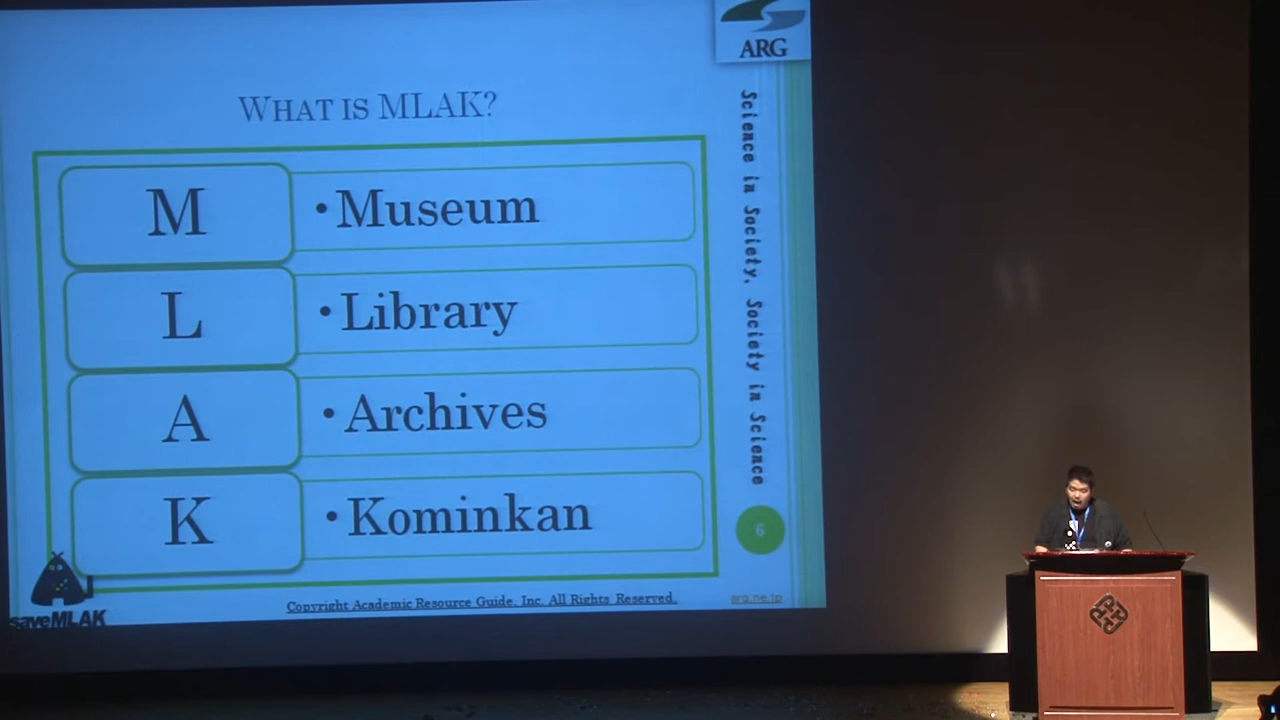 ARG
WHAT IS MLAK?
M
• Museum
L
• Library
A
• Archives
K
• Kominkan
Science in Society, Society in Science
6
saveMLAK
Copyright Academic Resource Guide, Inc. All Rights Reserved.
arg.ne.jp